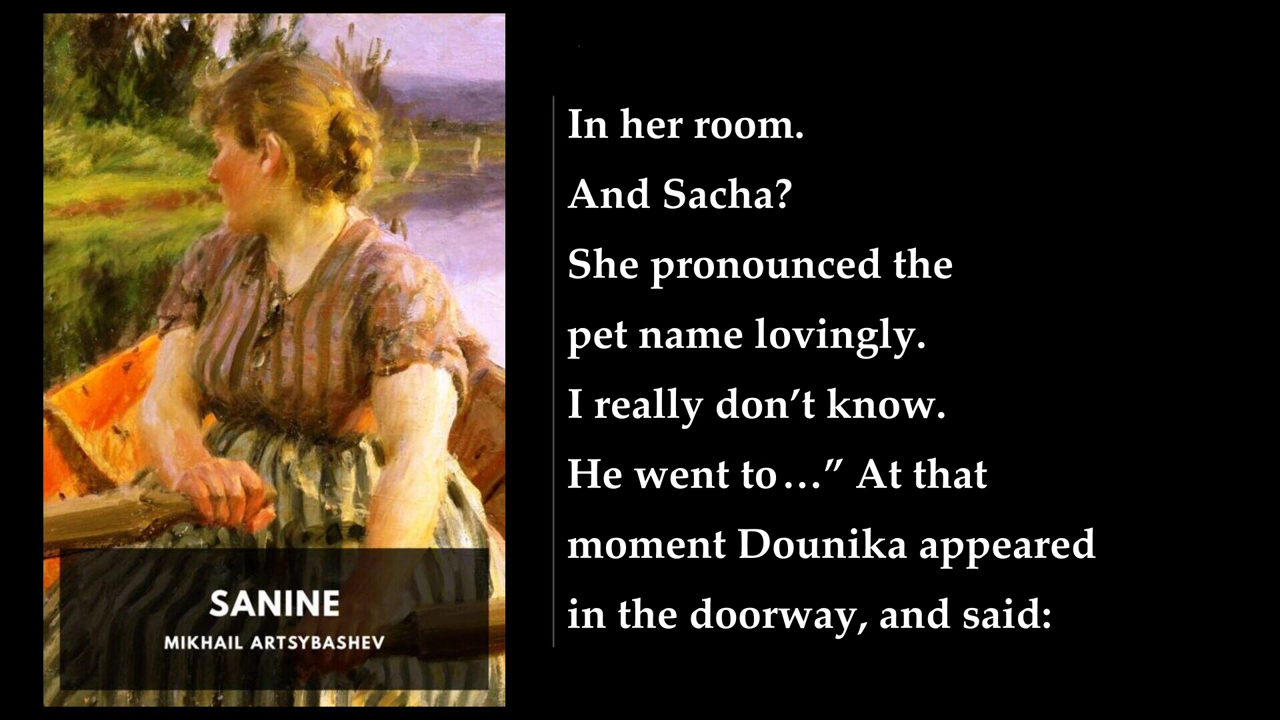 SANINE
MIKHAIL ARTSYBASHEV
In her room.
And Sacha?
She pronounced the
pet name lovingly.
I really don’t know.
He went to…” At that
moment Dounika appeared
in the doorway, and said: